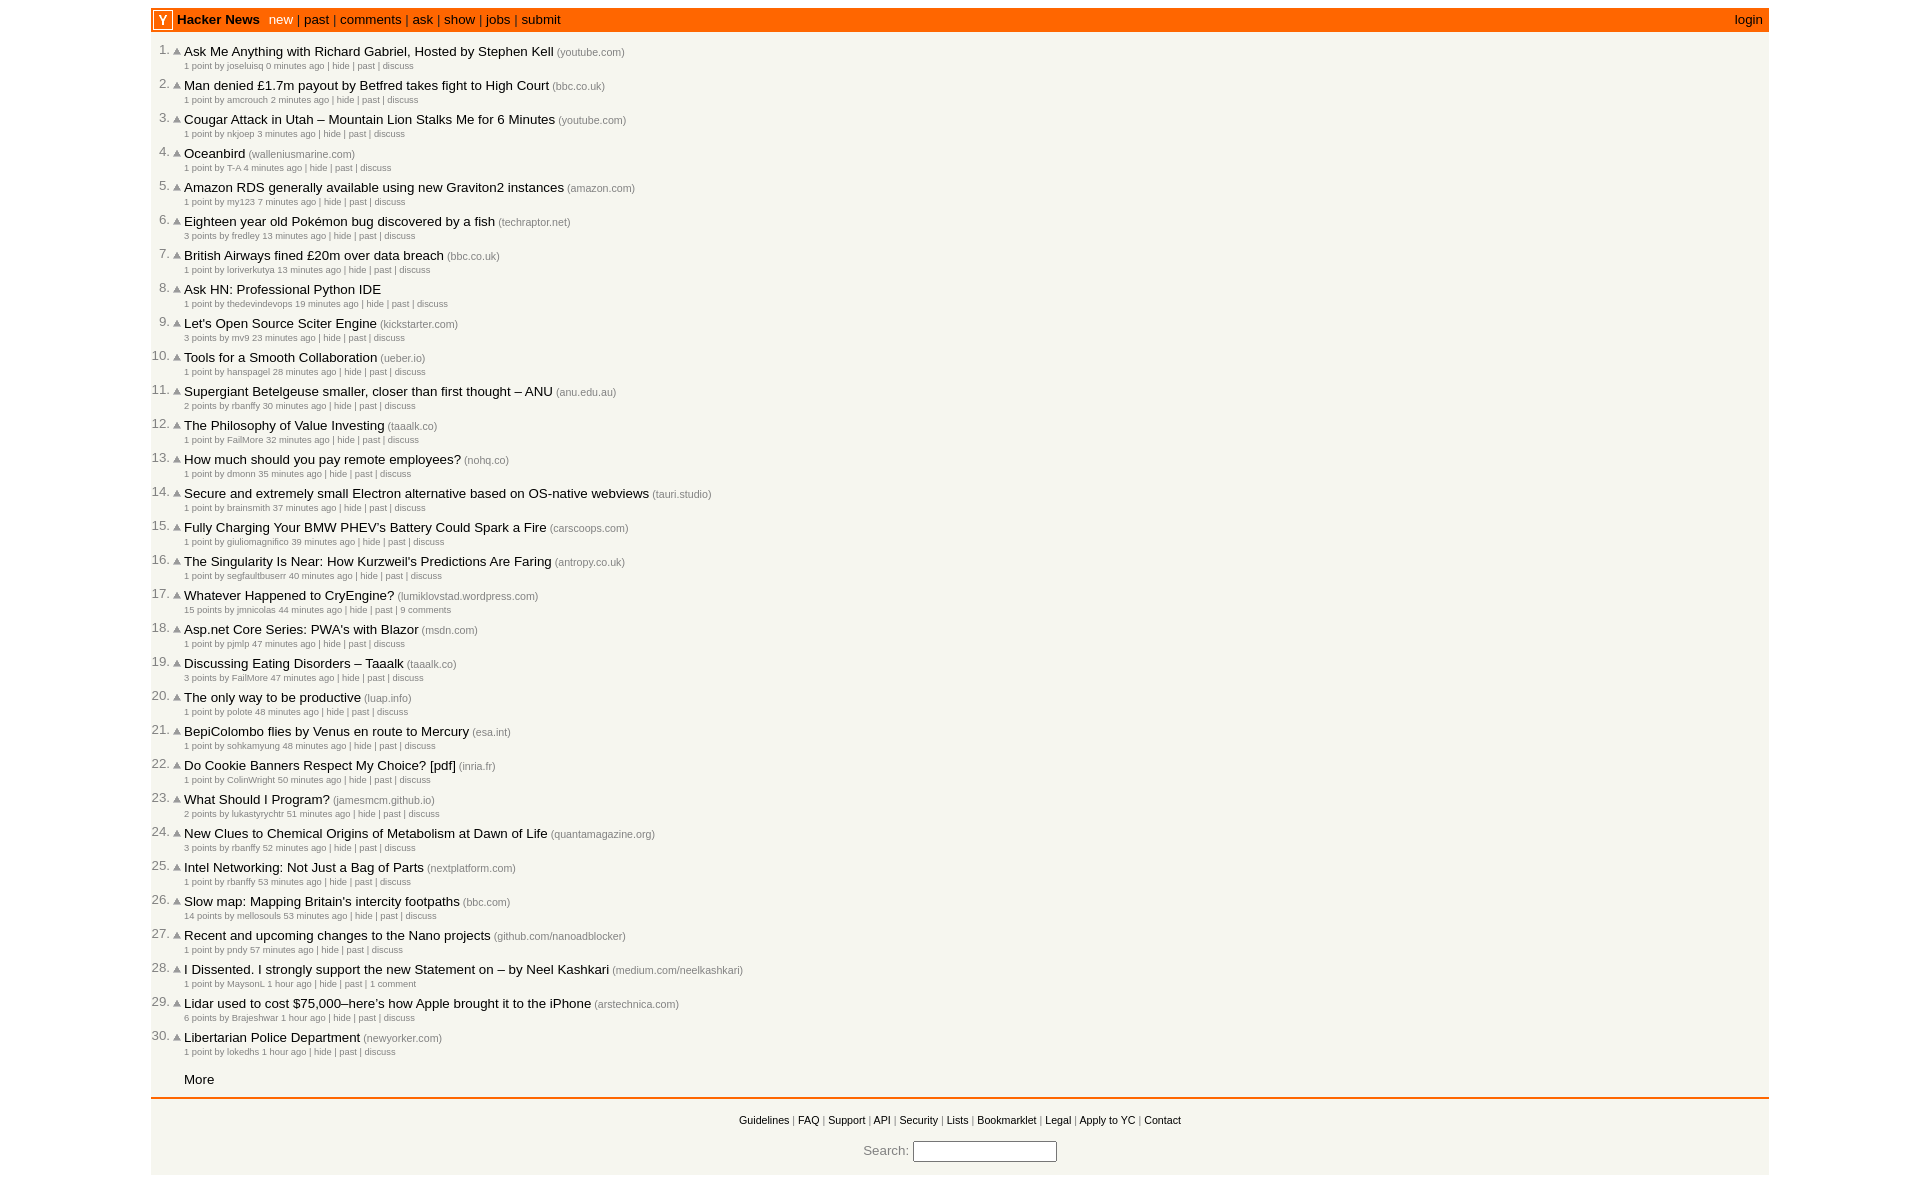 Y Hacker News new | past | comments | ask | show | jobs | submit login
1. Ask Me Anything with Richard Gabriel, Hosted by Stephen Kell (youtube.com)
1 point by joseluisq 0 minutes ago | hide | past | discuss
2. Man denied £1.7m payout by Betfred takes fight to High Court (bbc.co.uk)
1 point by amcrouch 2 minutes ago | hide | past | discuss
3. Cougar Attack in Utah – Mountain Lion Stalks Me for 6 Minutes (youtube.com)
1 point by nkjoep 3 minutes ago | hide | past | discuss
4. Oceanbird (walleniusmarine.com)
1 point by T-A 4 minutes ago | hide | past | discuss
5. Amazon RDS generally available using new Graviton2 instances (amazon.com)
1 point by my123 7 minutes ago | hide | past | discuss
6. Eighteen year old Pokémon bug discovered by a fish (techraptor.net)
3 points by fredley 13 minutes ago | hide | past | discuss
7. British Airways fined £20m over data breach (bbc.co.uk)
1 point by loriverkutya 13 minutes ago | hide | past | discuss
8. Ask HN: Professional Python IDE
1 point by thedevindevops 19 minutes ago | hide | past | discuss
9. Let's Open Source Sciter Engine (kickstarter.com)
3 points by mv9 23 minutes ago | hide | past | discuss
10. Tools for a Smooth Collaboration (ueber.io)
1 point by hanspagel 28 minutes ago | hide | past | discuss
11. Supergiant Betelgeuse smaller, closer than first thought – ANU (anu.edu.au)
2 points by rbanffy 30 minutes ago | hide | past | discuss
12. The Philosophy of Value Investing (taaalk.co)
1 point by FailMore 32 minutes ago | hide | past | discuss
13. How much should you pay remote employees? (nohq.co)
1 point by dmonn 35 minutes ago | hide | past | discuss
14. Secure and extremely small Electron alternative based on OS-native webviews (tauri.studio)
1 point by brainsmith 37 minutes ago | hide | past | discuss
15. Fully Charging Your BMW PHEV's Battery Could Spark a Fire (carscoops.com)
1 point by giuliomagnifico 39 minutes ago | hide | past | discuss
16. The Singularity Is Near: How Kurzweil's Predictions Are Faring (antropy.co.uk)
1 point by segfaultbuserr 40 minutes ago | hide | past | discuss
17. Whatever Happened to CryEngine? (lumiklovstad.wordpress.com)
15 points by jmnicolas 44 minutes ago | hide | past | 9 comments
18. Asp.net Core Series: PWA's with Blazor (msdn.com)
1 point by pjmlp 47 minutes ago | hide | past | discuss
19. Discussing Eating Disorders – Taaalk (taaalk.co)
3 points by FailMore 47 minutes ago | hide | past | discuss
20. The only way to be productive (luap.info)
1 point by polote 48 minutes ago | hide | past | discuss
21. BepiColombo flies by Venus en route to Mercury (esa.int)
1 point by sohkamyung 48 minutes ago | hide | past | discuss
22. Do Cookie Banners Respect My Choice? [pdf] (inria.fr)
1 point by ColinWright 50 minutes ago | hide | past | discuss
23. What Should I Program? (jamesmcm.github.io)
2 points by lukastyrychtr 51 minutes ago | hide | past | discuss
24. New Clues to Chemical Origins of Metabolism at Dawn of Life (quantamagazine.org)
3 points by rbanffy 52 minutes ago | hide | past | discuss
25. Intel Networking: Not Just a Bag of Parts (nextplatform.com)
1 point by rbanffy 53 minutes ago | hide | past | discuss
26. Slow map: Mapping Britain's intercity footpaths (bbc.com)
14 points by mellosouls 53 minutes ago | hide | past | discuss
27. Recent and upcoming changes to the Nano projects (github.com/nanoadblocker)
1 point by pndy 57 minutes ago | hide | past | discuss
28. I Dissented. I strongly support the new Statement on – by Neel Kashkari (medium.com/neelkashkari)
1 point by MaysonL 1 hour ago | hide | past | 1 comment
29. Lidar used to cost $75,000–here’s how Apple brought it to the iPhone (arstechnica.com)
6 points by Brajeshwar 1 hour ago | hide | past | discuss
30. Libertarian Police Department (newyorker.com)
1 point by lokedhs 1 hour ago | hide | past | discuss
More
Guidelines | FAQ | Support | API | Security | Lists | Bookmarklet | Legal | Apply to YC | Contact
Search: